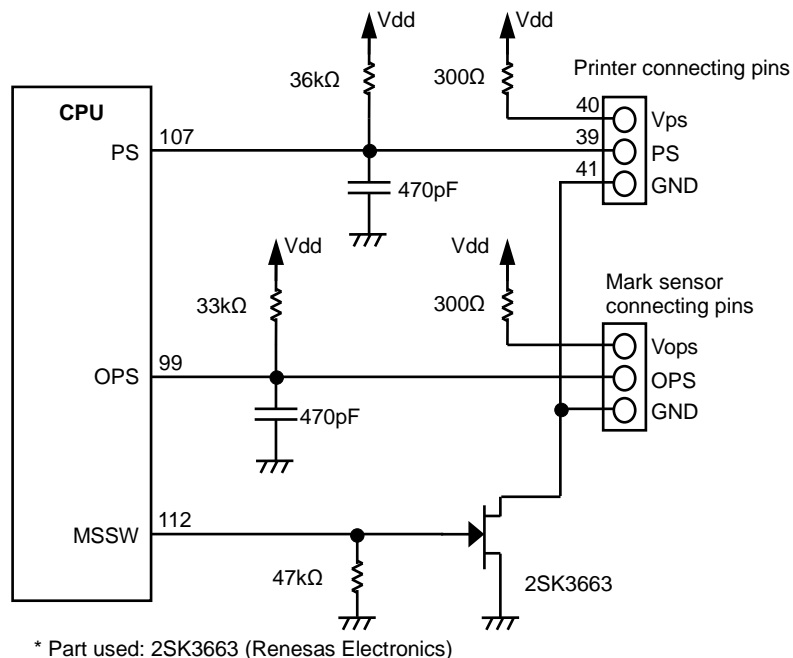 Vdd
Vdd
36kΩ
300Ω
Printer connecting pins
CPU
40
Vps
PS
107
39
PS
41
GND
470pF
Vdd
Vdd
Mark sensor
connecting pins
33kΩ
300Ω
Vops
OPS
99
OPS
GND
470pF
MSSW
112
47kΩ
2SK3663
* Part used: 2SK3663 (Renesas Electronics)